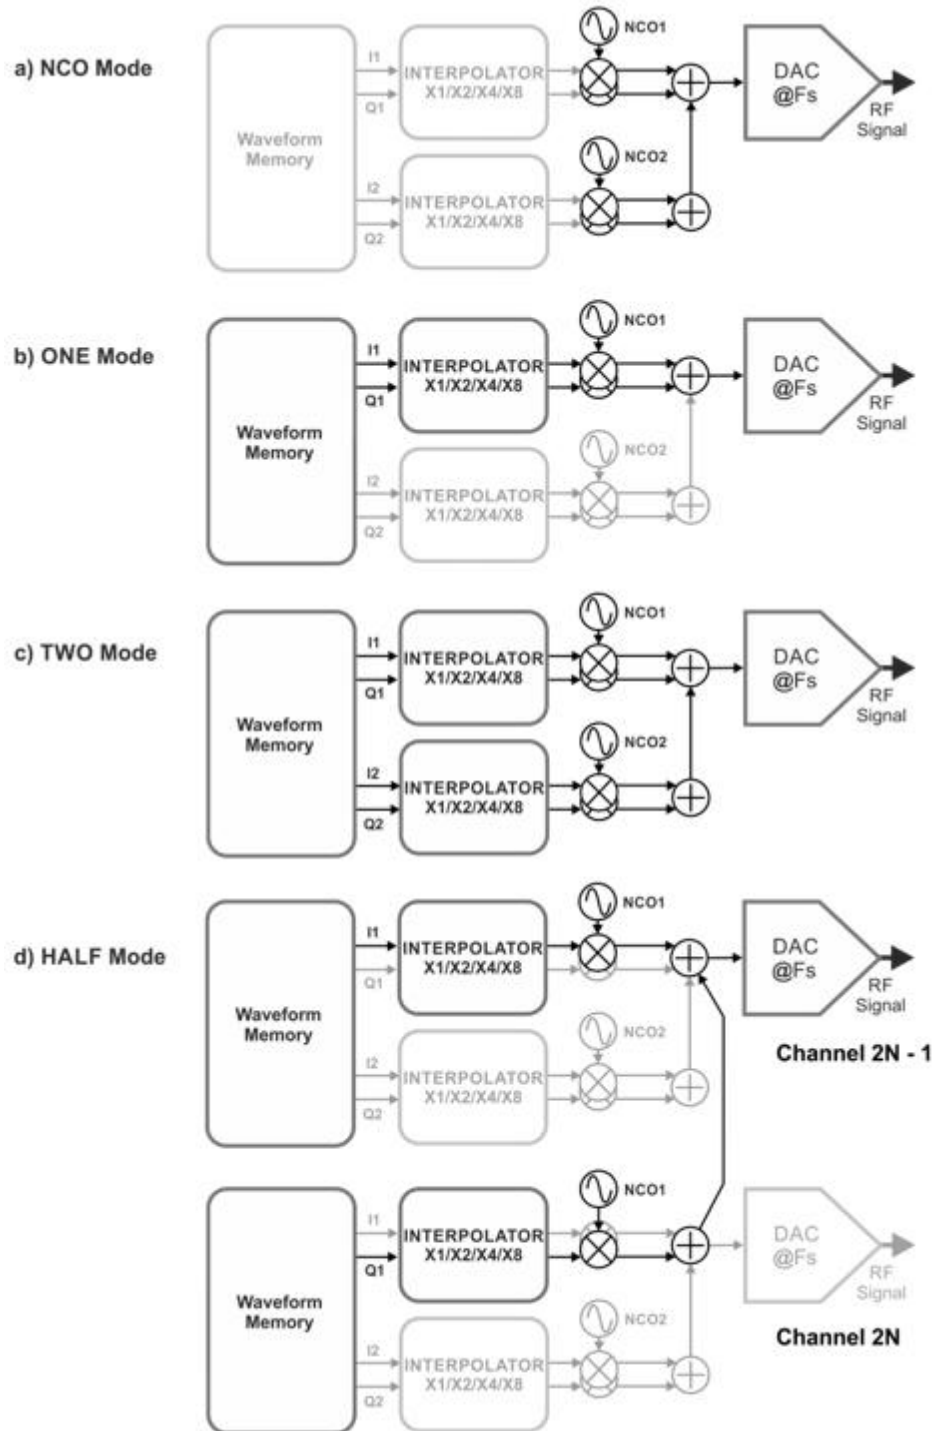 a) NCO Mode
Waveform
Memory
I1
Q1
I2
Q2
INTERPOLATOR
X1/X2/X4/X8
INTERPOLATOR
X1/X2/X4/X8
NCO1
NCO2
DAC
@Fs
RF
Signal
b) ONE Mode
Waveform
Memory
I1
Q1
I2
Q2
INTERPOLATOR
X1/X2/X4/X8
INTERPOLATOR
X1/X2/X4/X8
NCO1
NCO2
DAC
@Fs
RF
Signal
c) TWO Mode
Waveform
Memory
I1
Q1
I2
Q2
INTERPOLATOR
X1/X2/X4/X8
INTERPOLATOR
X1/X2/X4/X8
NCO1
NCO2
DAC
@Fs
RF
Signal
d) HALF Mode
Waveform
Memory
I1
Q1
I2
Q2
INTERPOLATOR
X1/X2/X4/X8
INTERPOLATOR
X1/X2/X4/X8
NCO1
NCO2
DAC
@Fs
RF
Signal
Channel 2N - 1
Waveform
Memory
I1
Q1
I2
Q2
INTERPOLATOR
X1/X2/X4/X8
INTERPOLATOR
X1/X2/X4/X8
NCO1
NCO2
DAC
@Fs
RF
Signal
Channel 2N